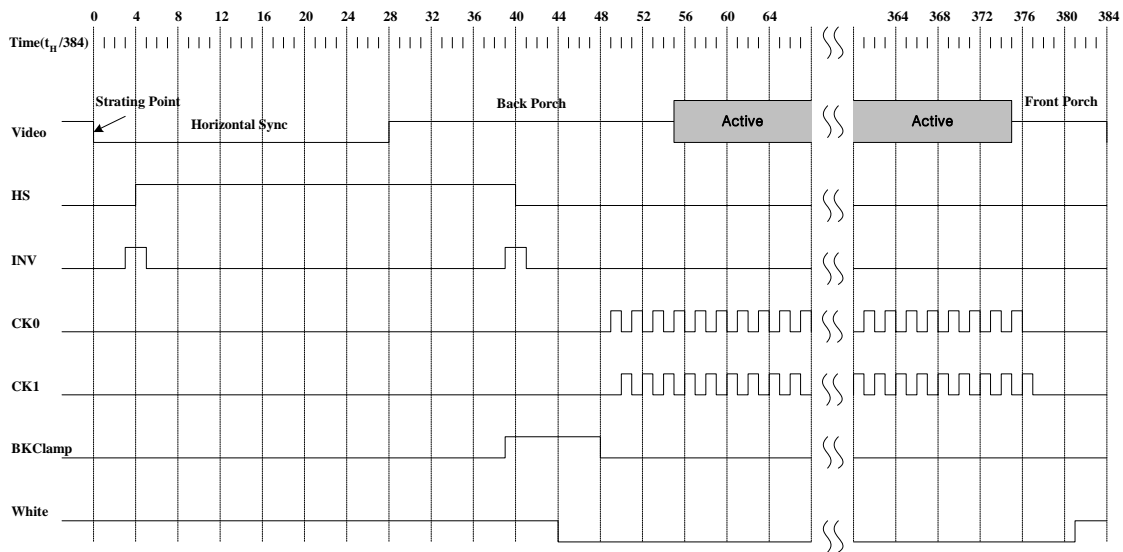 0 4 8 12 16 20 24 28 32 36 40 44 48 52 56 60 64 364 368 372 376 380 384
Time(tH/384)
Strating Point
Back Porch
Front Porch
Video
Horizontal Sync
Active
Active
HS
INV
CK0
CK1
BKClamp
White